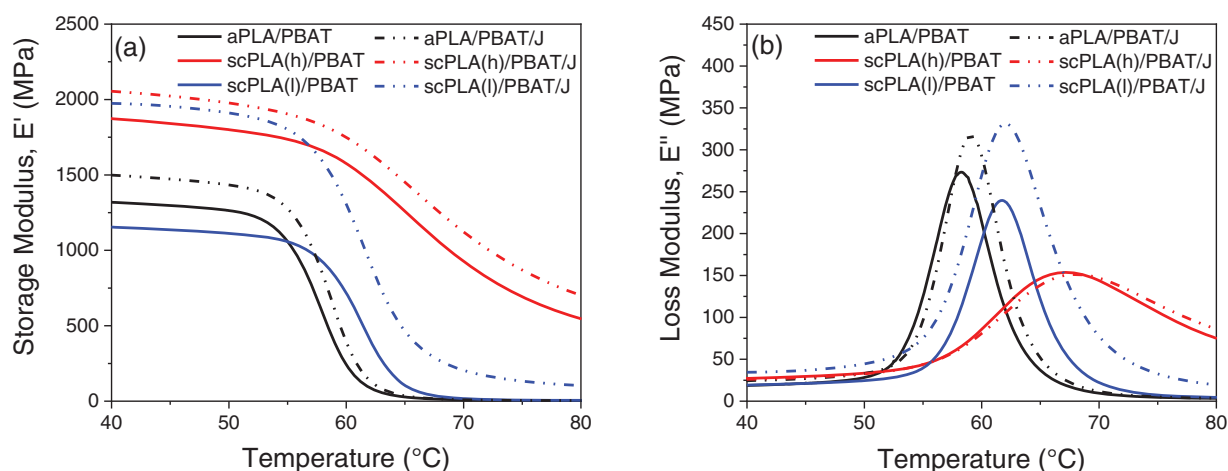 (a)
aPLA/PBAT
aPLA/PBAT/J
scPLA(h)/PBAT
scPLA(h)/PBAT/J
scPLA(l)/PBAT
scPLA(l)/PBAT/J
Storage Modulus, E' (MPa)
2500
2000
1500
1000
500
0
40
50
60
70
80
Temperature (°C)
(b)
aPLA/PBAT
aPLA/PBAT/J
scPLA(h)/PBAT
scPLA(h)/PBAT/J
scPLA(l)/PBAT
scPLA(l)/PBAT/J
Loss Modulus, E'' (MPa)
450
400
350
300
250
200
150
100
50
0
40
50
60
70
80
Temperature (°C)